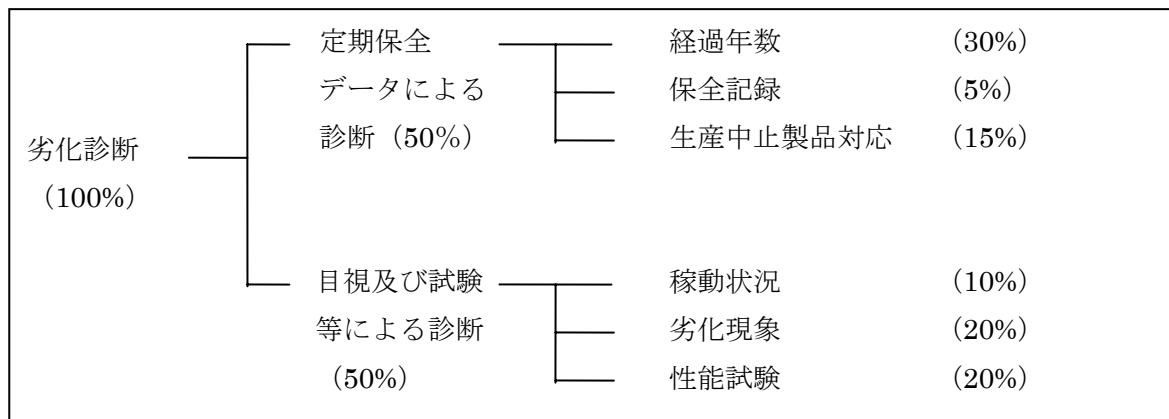 劣化診断
（100%）
定期保全
データによる
診断（50％）
経過年数 （30%）
保全記録 （5%）
生産中止製品対応 （15%）
目視及び試験
等による診断
（50%）
稼動状況 （10%）
劣化現象 （20%）
性能試験 （20%）